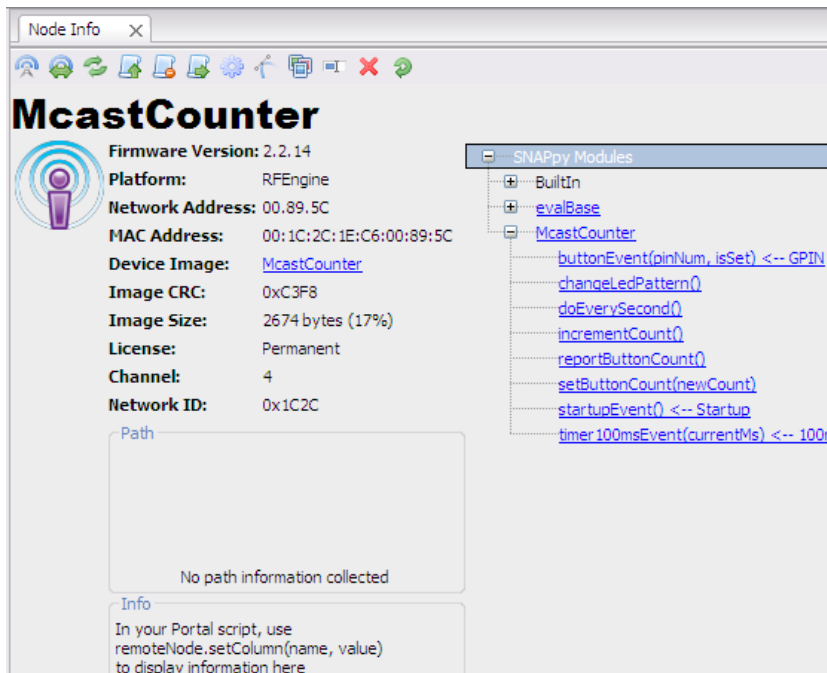 Node Info
McastCounter
Firmware Version: 2.2.14
Platform: RFEngine
Network Address: 00.89.5C
MAC Address: 00:1C:2C:1E:C6:00:89:5C
Device Image: McastCounter
Image CRC: 0xC3F8
Image Size: 2674 bytes (17%)
License: Permanent
Channel: 4
Network ID: 0x1C2C
Path
No path information collected
Info
In your Portal script, use
remoteNode.setColumn(name, value)
to display information here
SNAPpy Modules
BuiltIn
evalBase
McastCounter
buttonEvent(pinNum, isSet) <-- GPIN
changeLedPattern()
doEverySecond()
incrementCount()
reportButtonCount()
setButtonCount(newCount)
startupEvent() <-- Startup
timer100msEvent(currentMs) <-- 100